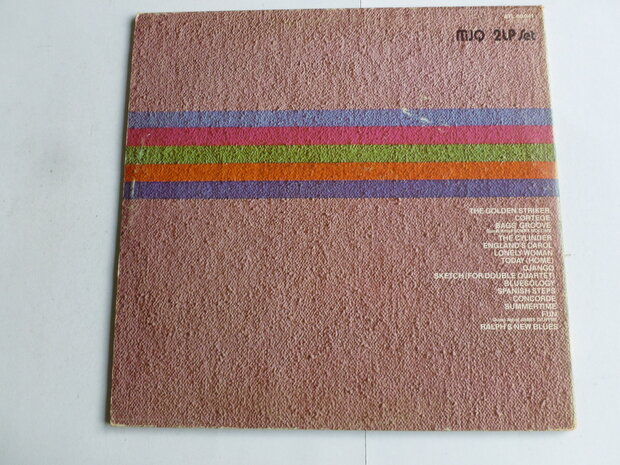 MJQ 2LP Set
THE GOLDEN STRIKER
CORTEGE
BAGS' GROOVE
THE CYLINDER
ENGLAND'S CAROL
LONELY WOMAN
TODAY (HOME)
DJANGO
SKETCH (FOR DOUBLE QUARTET)
BLUESOLOGY
SPANISH STEPS
CONCORDE
SUMMERTIME
FUN
RALPH'S NEW BLUES